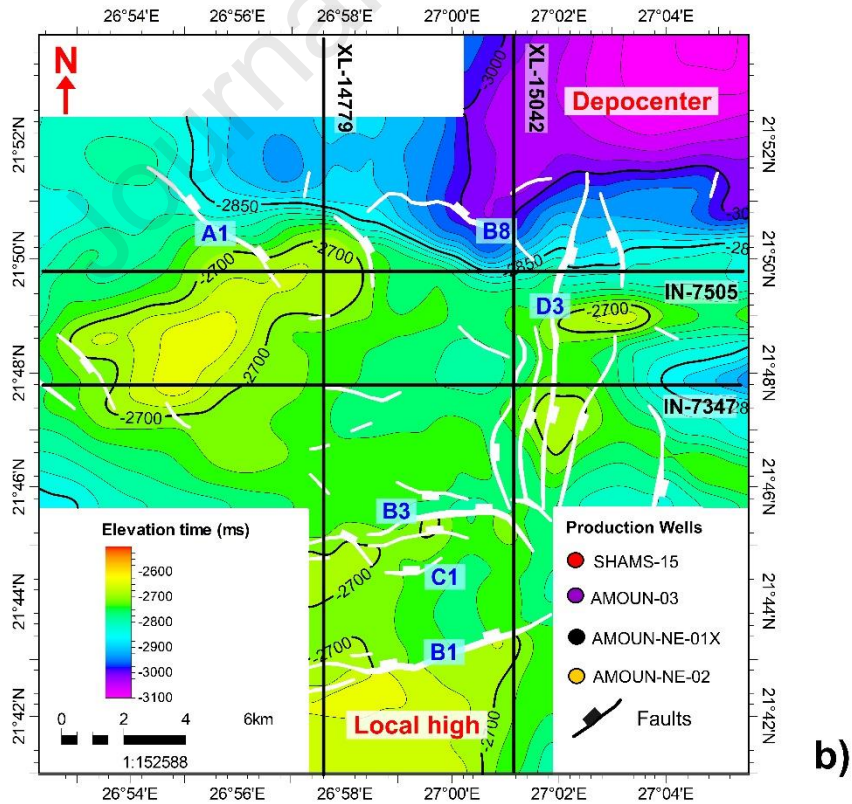 26°54'E 26°56'E 26°58'E 27°00'E 27°02'E 27°04'E
Journal
N
XL-14779
XL-15042
-3000
Depocenter
21°52'N
21°52'N
-2850
A1
B8
21°50'N
-2700
-2700
-2850
21°50'N
IN-7505
D3
-2700
21°48'N
-2700
21°48'N
-2700
IN-7347
21°46'N
21°46'N
B3
Elevation time (ms)
-2600
-2700
-2800
-2900
-3000
-3100
Production Wells
SHAMS-15
AMOUN-03
AMOUN-NE-01X
AMOUN-NE-02
Faults
-2700
C1
21°44'N
21°44'N
B1
-2700
21°42'N
21°42'N
Local high
-2700
0 2 4 6km
1:152588
b)
26°54'E 26°56'E 26°58'E 27°00'E 27°02'E 27°04'E